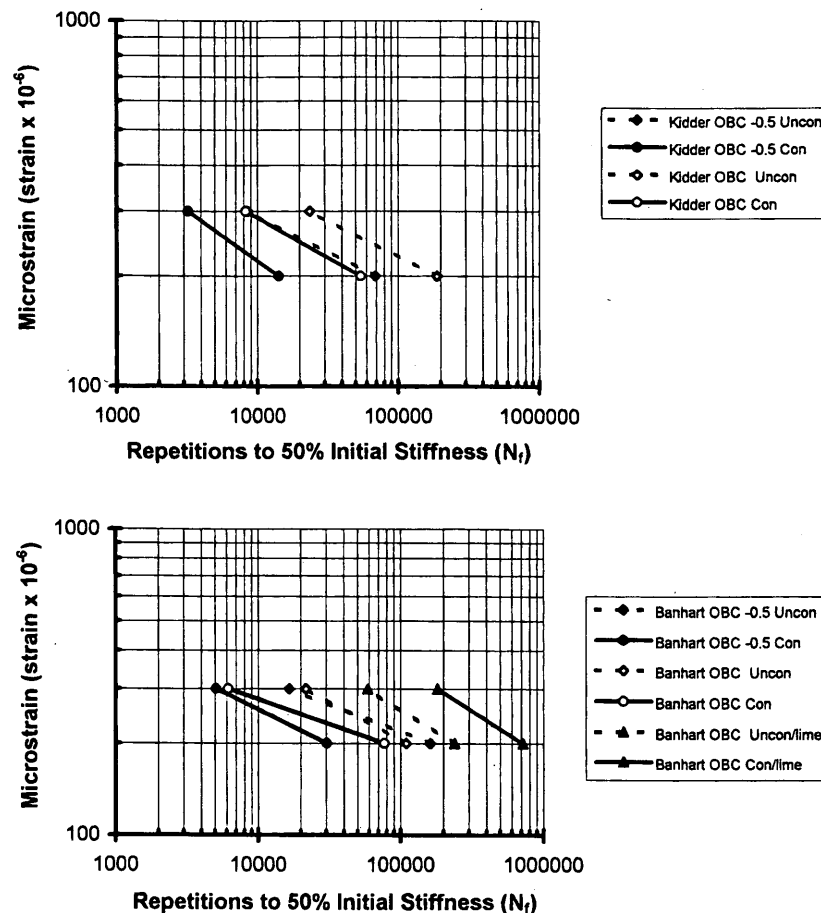 1000
Microstrain (strain x 10⁻⁶)
100
1000 10000 100000 1000000
Repetitions to 50% Initial Stiffness (Nf)
Kidder OBC -0.5 Uncon
Kidder OBC -0.5 Con
Kidder OBC Uncon
Kidder OBC Con
1000
Microstrain (strain x 10⁻⁶)
100
1000 10000 100000 1000000
Repetitions to 50% Initial Stiffness (Nf)
Banhart OBC -0.5 Uncon
Banhart OBC -0.5 Con
Banhart OBC Uncon
Banhart OBC Con
Banhart OBC Uncon/lime
Banhart OBC Con/lime